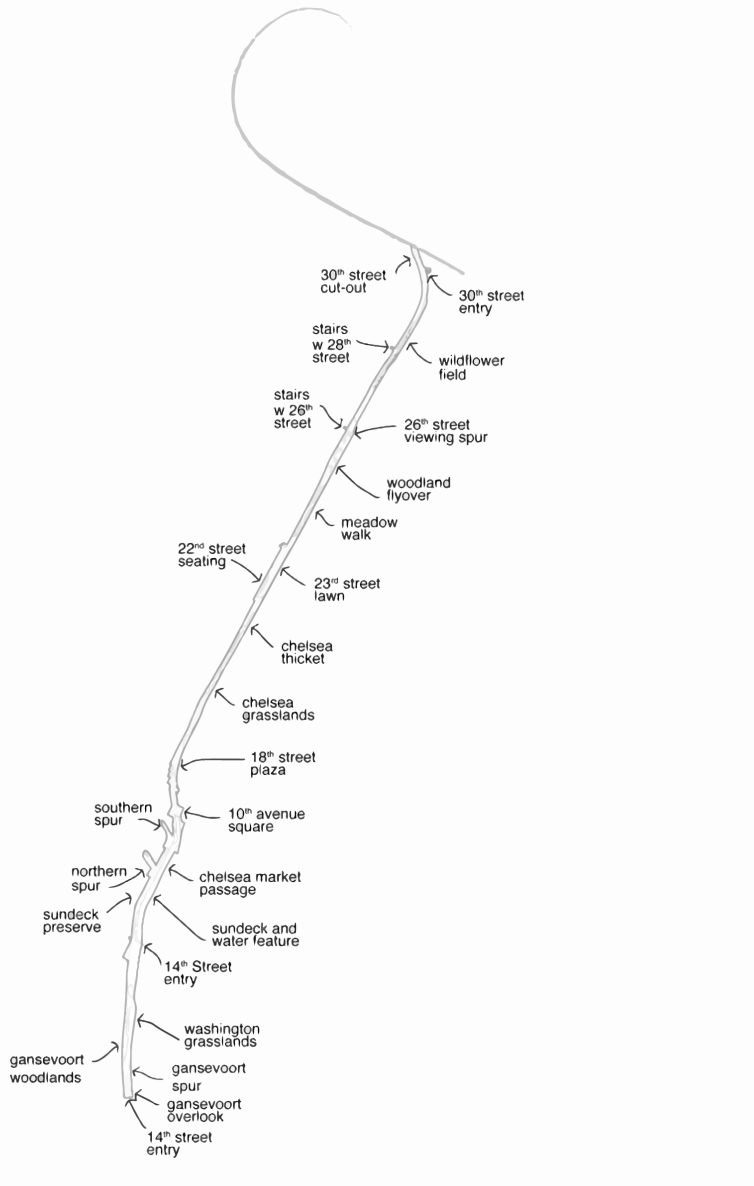 30th street
cut-out
30th street
entry
stairs
w 28th
street
wildflower
field
stairs
w 26th
street
26th street
viewing spur
woodland
flyover
meadow
walk
22nd street
seating
23rd street
lawn
chelsea
thicket
chelsea
grasslands
18th street
plaza
southern
spur
10th avenue
square
northern
spur
chelsea market
passage
sundeck
preserve
sundeck and
water feature
14th Street
entry
washington
grasslands
gansevoort
woodlands
gansevoort
spur
gansevoort
overlook
14th street
entry